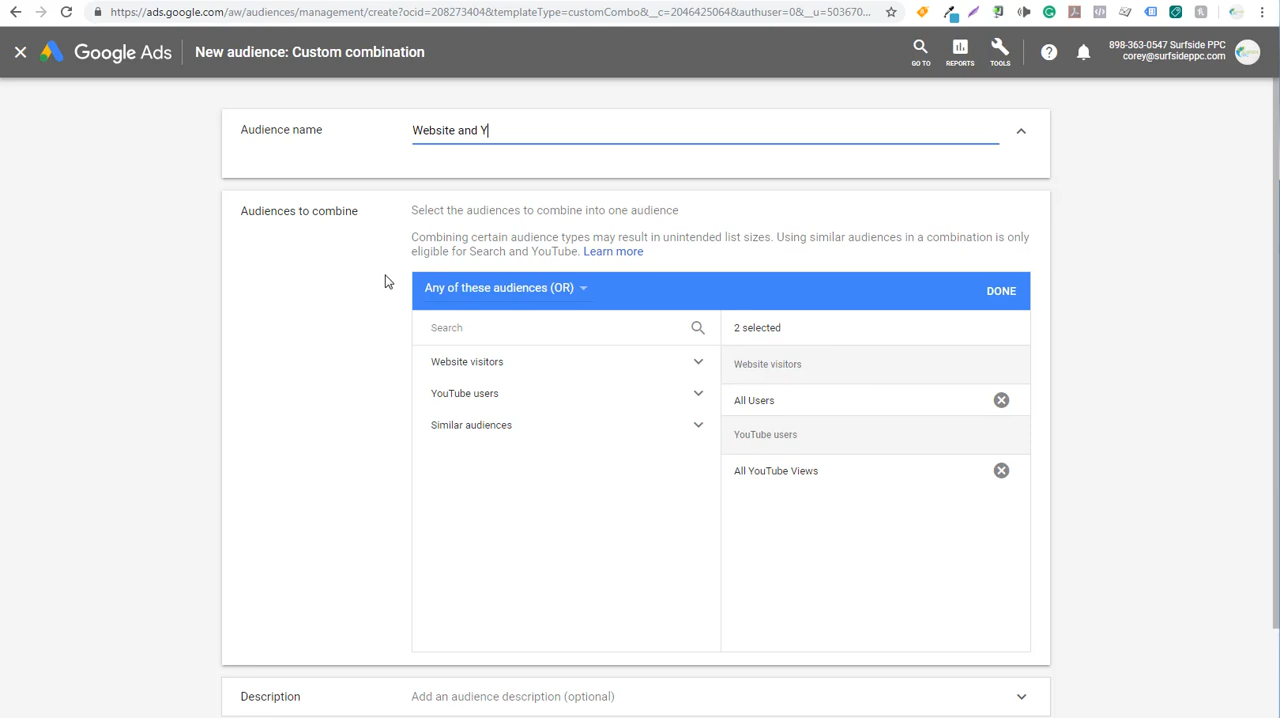 https://ads.google.com/aw/audiences/management/create?ocid=208273404&templateType=customCombo&__c=2046425064&authuser=0&__u=503670...
Google Ads
New audience: Custom combination
GO TO
REPORTS
TOOLS
898-363-0547 Surfside PPC
corey@surfsideppc.com
Audience name
Website and Y
Audiences to combine
Select the audiences to combine into one audience
Combining certain audience types may result in unintended list sizes. Using similar audiences in a combination is only
eligible for Search and YouTube. Learn more
Any of these audiences (OR)
DONE
Search
2 selected
Website visitors
Website visitors
YouTube users
All Users
Similar audiences
YouTube users
All YouTube Views
Description
Add an audience description (optional)